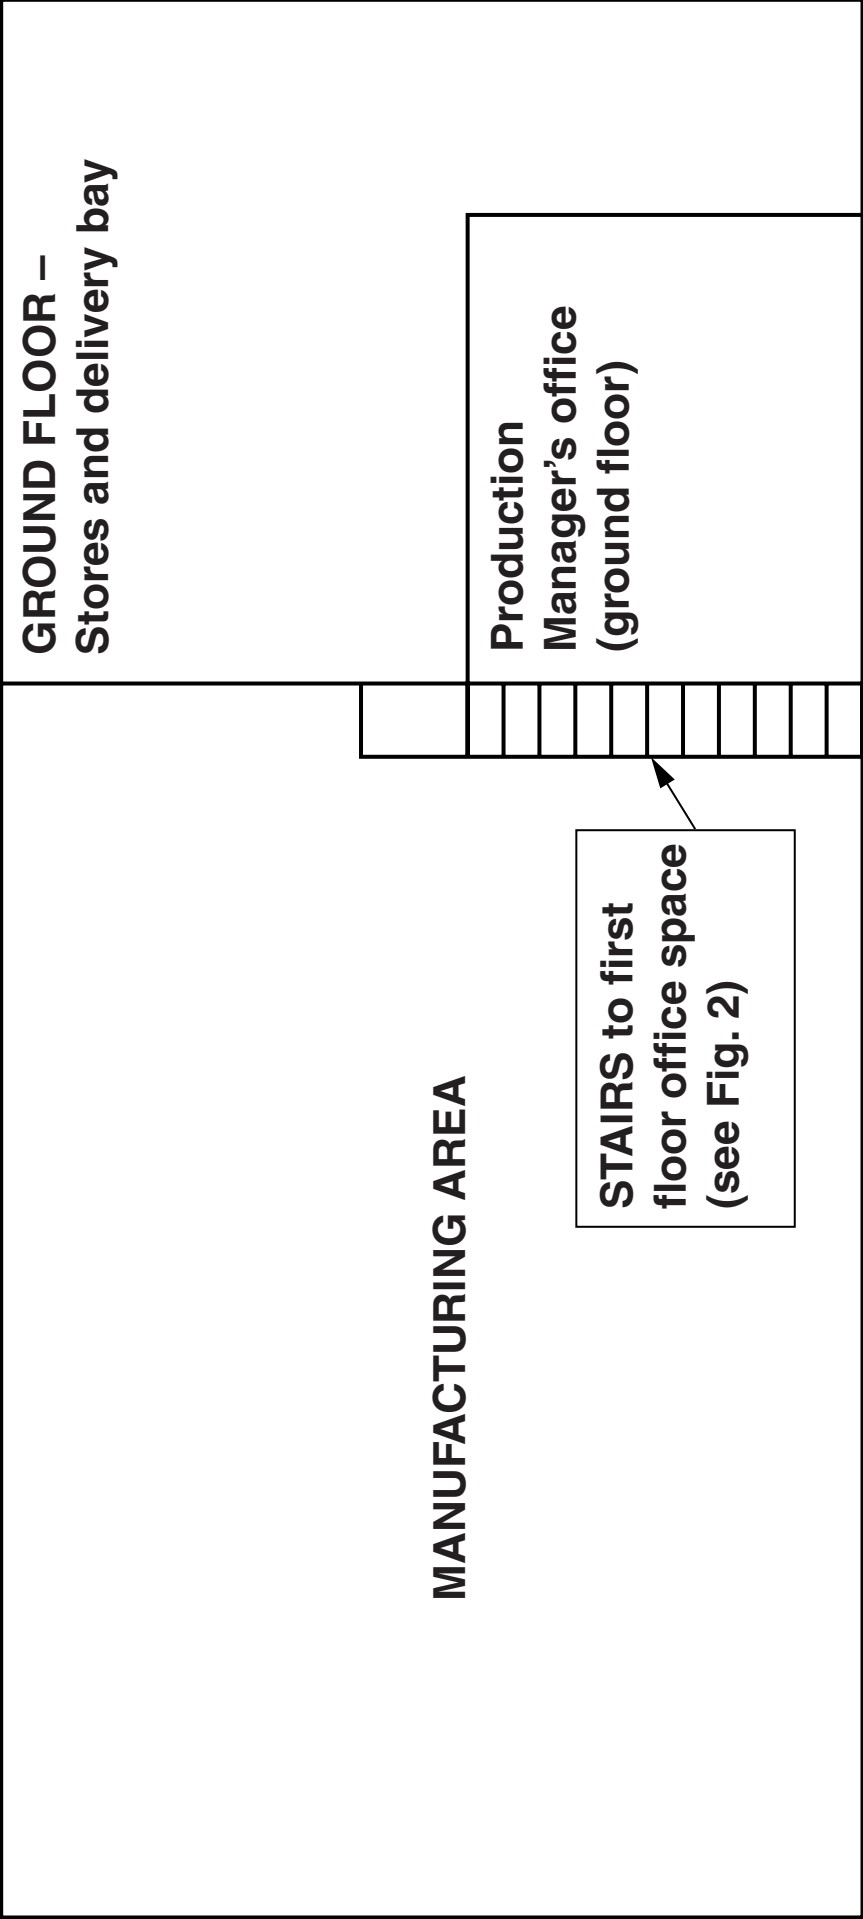 GROUND FLOOR –
Stores and delivery bay
Production
Manager’s office
(ground floor)
MANUFACTURING AREA
STAIRS to first
floor office space
(see Fig. 2)